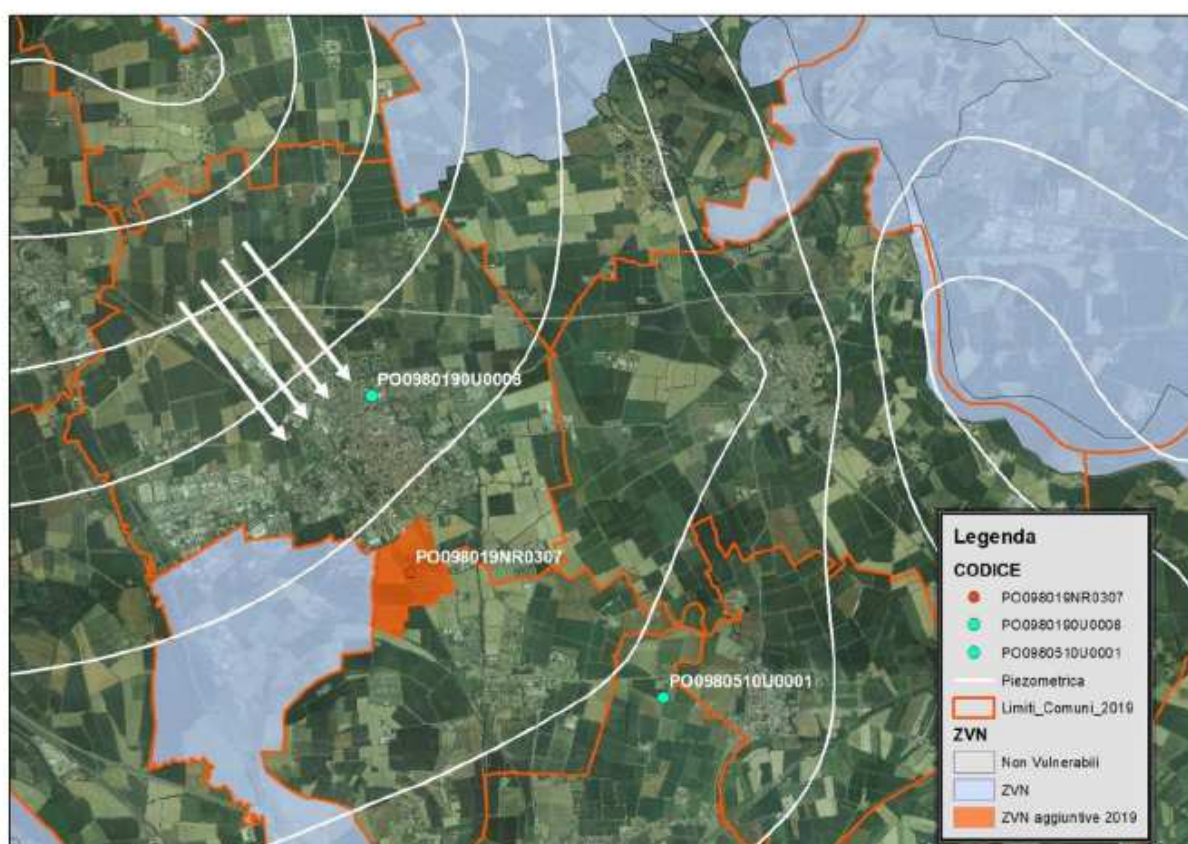 PO0980190U0008
PO098019NR0307
PO0980510U0001
Legenda
CODICE
PO098019NR0307
PO0980190U0008
PO0980510U0001
Piezometrica
Limiti_Comuni_2019
ZVN
Non Vulnerabili
ZVN
ZVN aggiuntive 2019